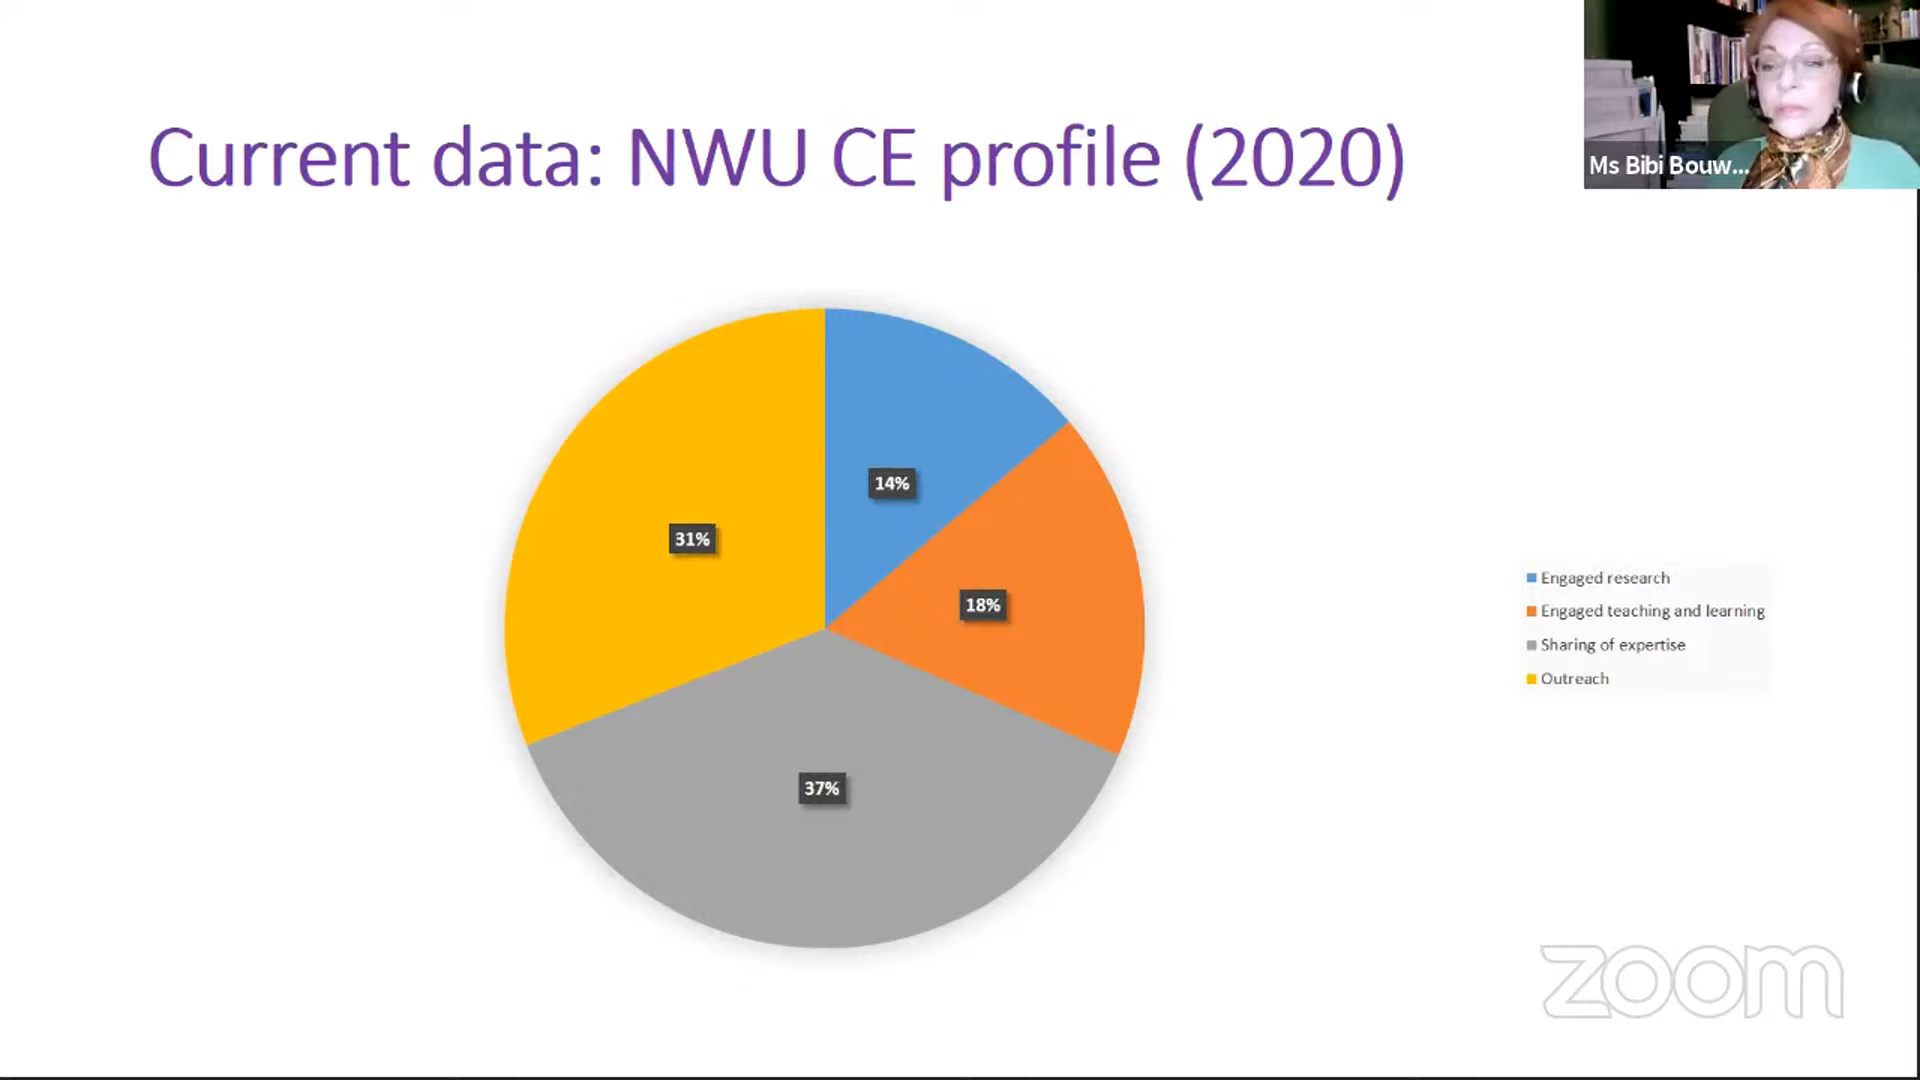 Current data: NWU CE profile (2020)
Ms Bibi Bouw...
14%
31%
18%
37%
Engaged research
Engaged teaching and learning
Sharing of expertise
Outreach
zoom